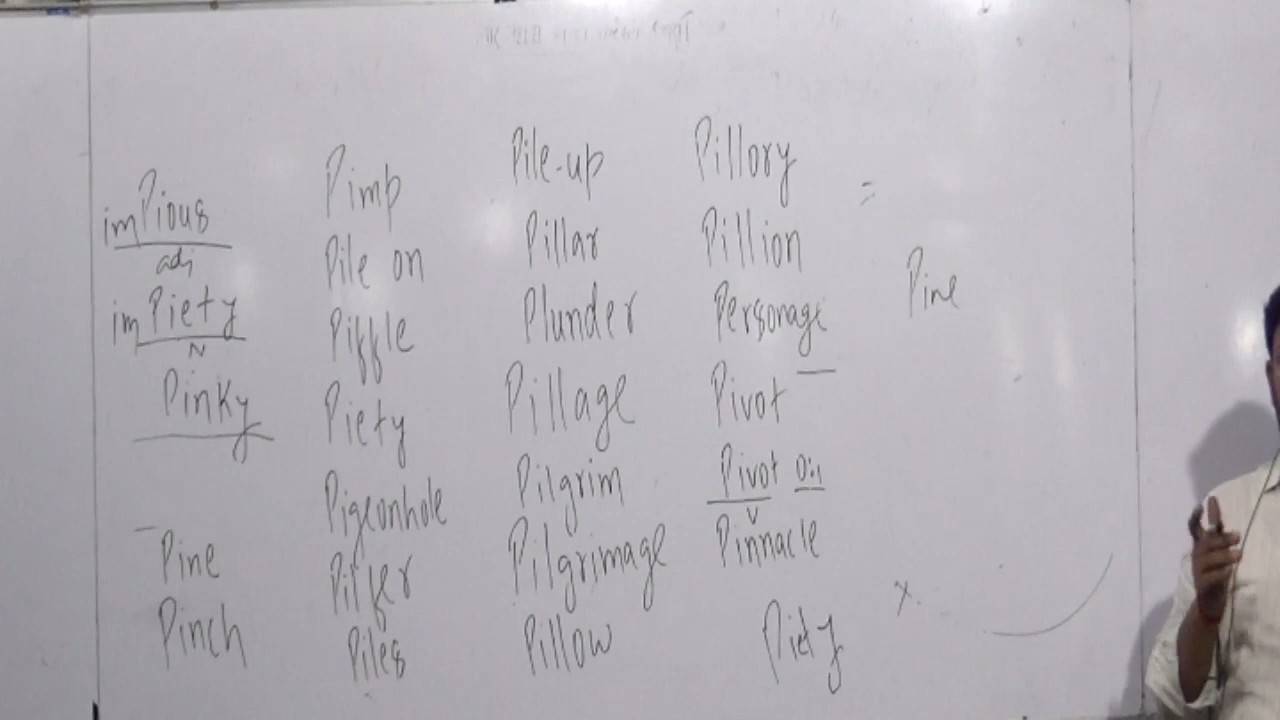 imPious
adj
imPiety
N
Pinky
Pine
Pinch
Pimp
Pile on
Piffle
Piety
Pigeonhole
Pilfer
Piles
Pile-up
Pillar
Plunder
Pillage
Pilgrim
Pilgrimage
Pillow
Pillory
=
Pillion
Personage
Pivot
Pivot on
V
Pinnacle
Piety
Pine
x